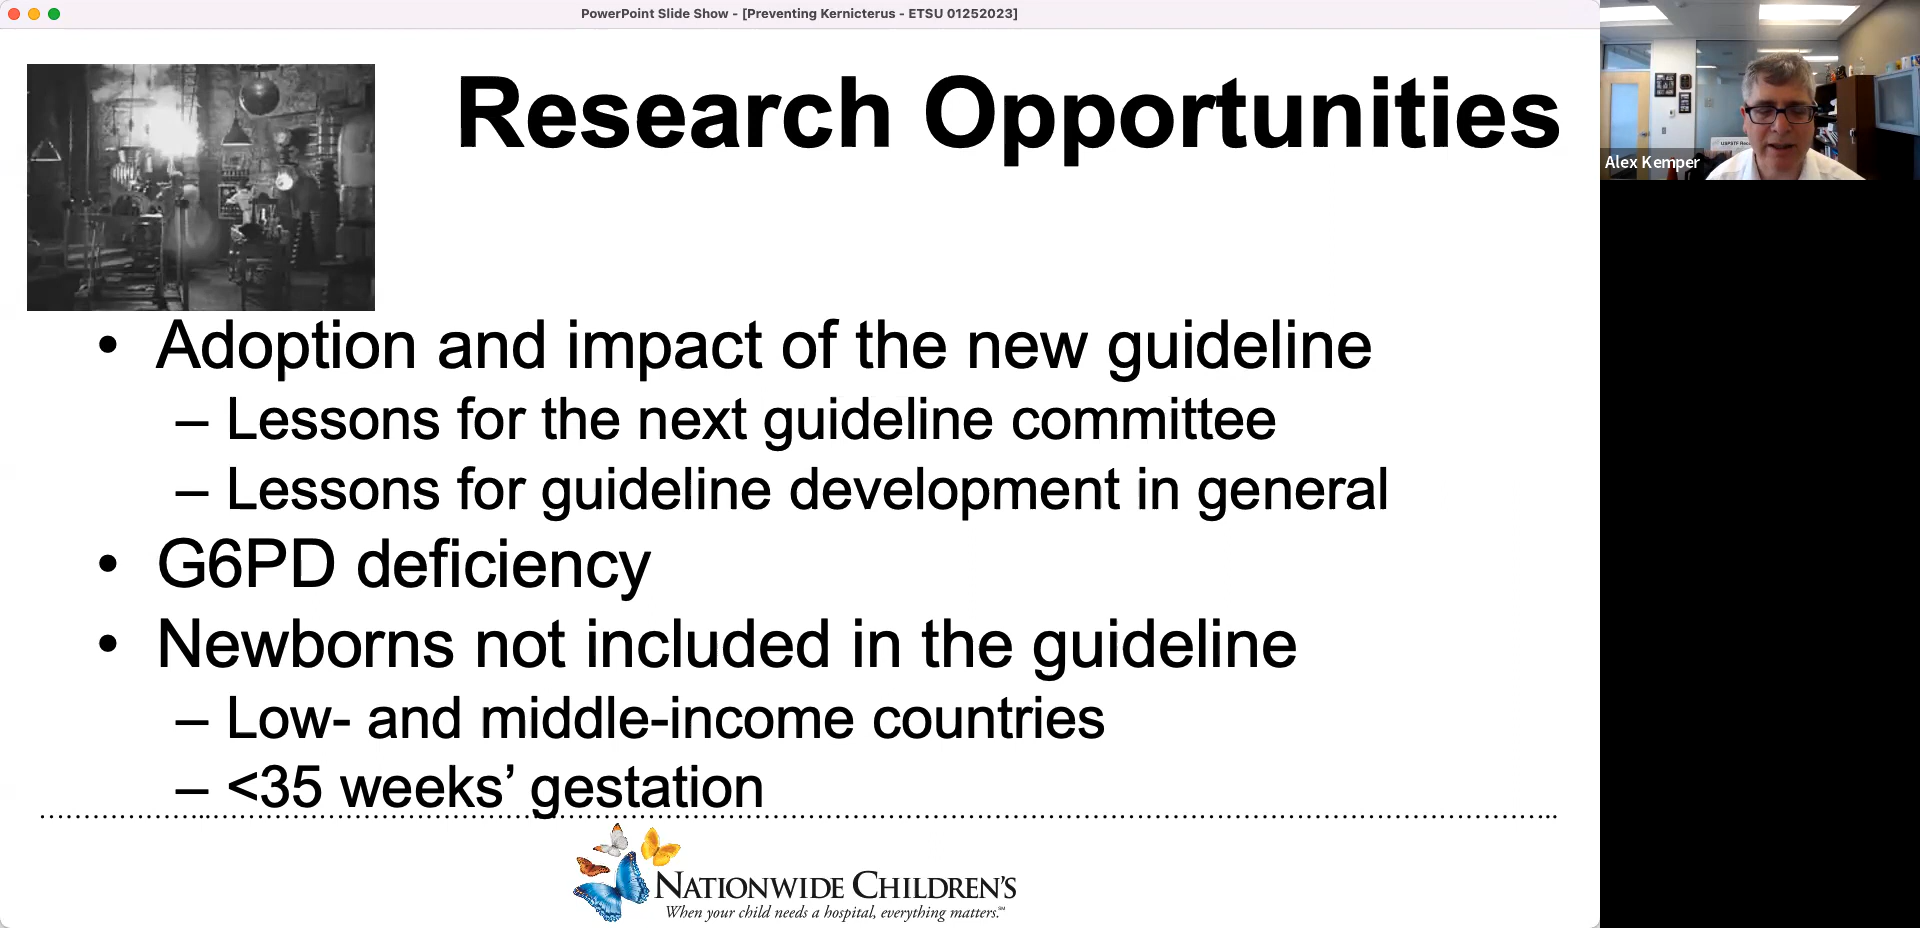 PowerPoint Slide Show - [Preventing Kernicterus - ETSU 01252023]
Research Opportunities
• Adoption and impact of the new guideline
– Lessons for the next guideline committee
– Lessons for guideline development in general
• G6PD deficiency
• Newborns not included in the guideline
– Low- and middle-income countries
– <35 weeks’ gestation
NATIONWIDE CHILDREN'S
When your child needs a hospital, everything matters.℠
Alex Kemper